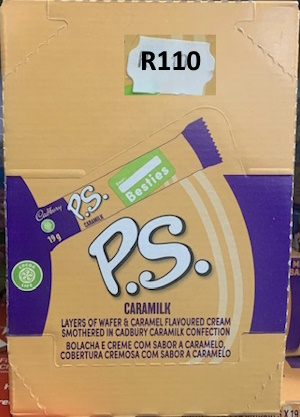 R110
Besties
Cadbury
P.S.
CARAMILK
19 g
P.S.
CARAMILK
LAYERS OF WAFER & CARAMEL FLAVOURED CREAM
SMOTHERED IN CADBURY CARAMILK CONFECTION
BOLACHA E CREME COM SABOR A CARAMELO,
COBERTURA CREMOSA COM SABOR A CARAMELO